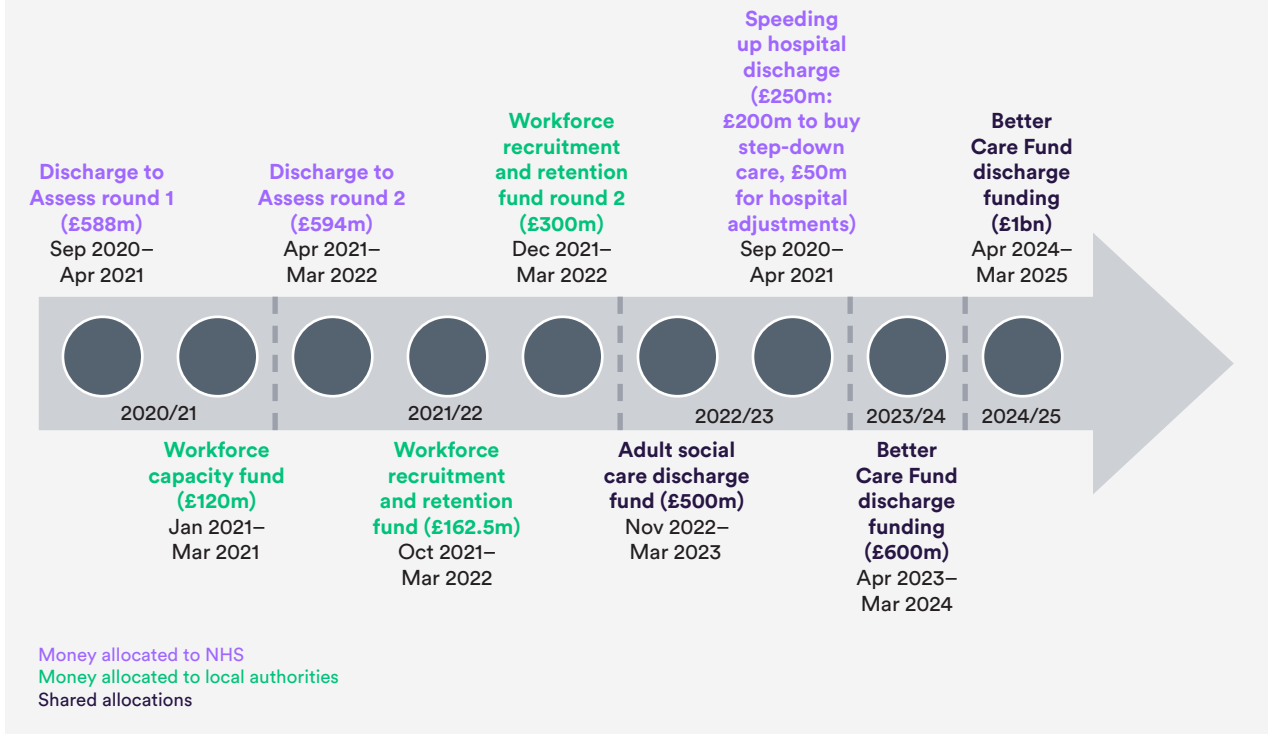 Discharge to
Assess round 1
(£588m)
Sep 2020–
Apr 2021
Discharge to
Assess round 2
(£594m)
Apr 2021–
Mar 2022
Workforce
recruitment
and retention
fund round 2
(£300m)
Dec 2021–
Mar 2022
Speeding
up hospital
discharge
(£250m:
£200m to buy
step-down
care, £50m
for hospital
adjustments)
Sep 2020–
Apr 2021
Better
Care Fund
discharge
funding
(£1bn)
Apr 2024–
Mar 2025
2020/21
2021/22
2022/23
2023/24
2024/25
Workforce
capacity fund
(£120m)
Jan 2021–
Mar 2021
Workforce
recruitment
and retention
fund (£162.5m)
Oct 2021–
Mar 2022
Adult social
care discharge
fund (£500m)
Nov 2022–
Mar 2023
Better
Care Fund
discharge
funding
(£600m)
Apr 2023–
Mar 2024
Money allocated to NHS
Money allocated to local authorities
Shared allocations